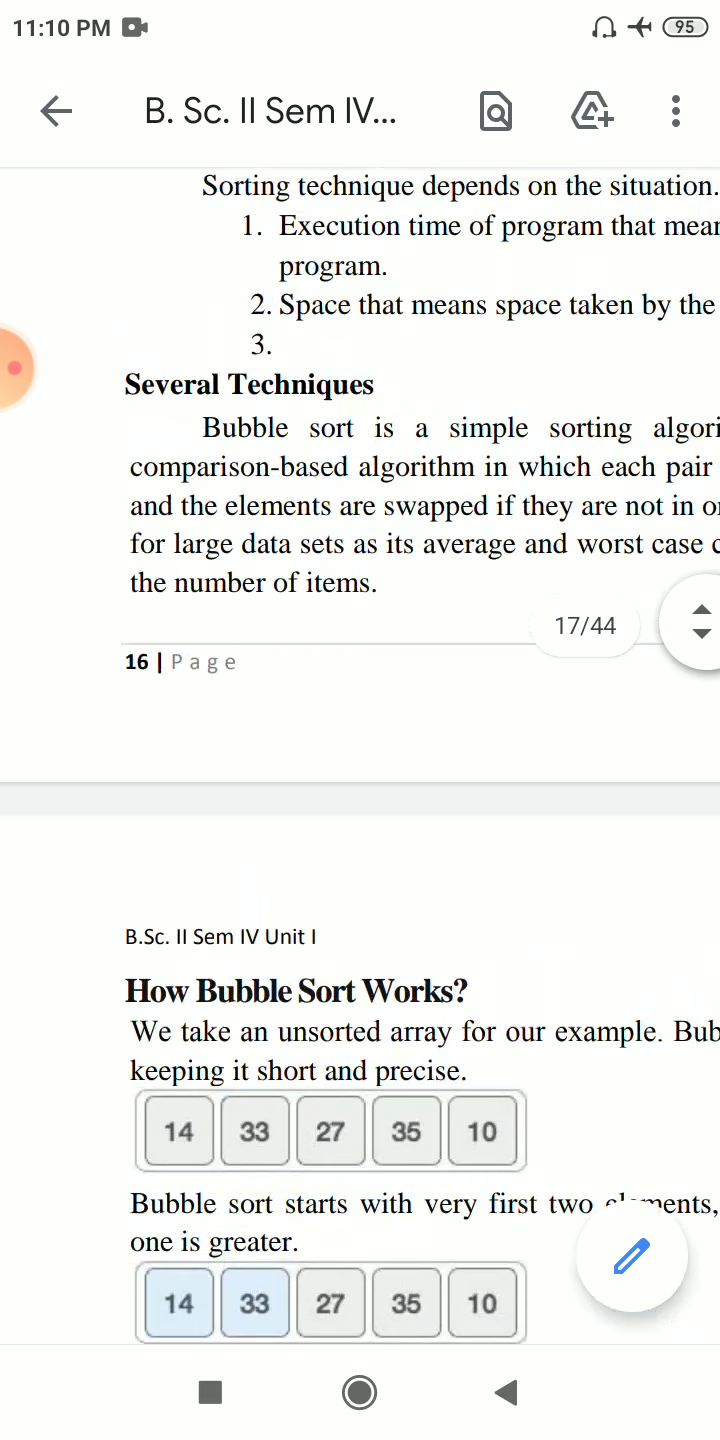 11:10 PM 95
B. Sc. II Sem IV...
Sorting technique depends on the situation.
1. Execution time of program that mear
program.
2. Space that means space taken by the
3.
Several Techniques
Bubble sort is a simple sorting algori
comparison-based algorithm in which each pair
and the elements are swapped if they are not in or
for large data sets as its average and worst case c
the number of items.
17/44
16 | Page
B.Sc. II Sem IV Unit I
How Bubble Sort Works?
We take an unsorted array for our example. Bub
keeping it short and precise.
14 33 27 35 10
Bubble sort starts with very first two
one is greater.
14 33 27 35 10